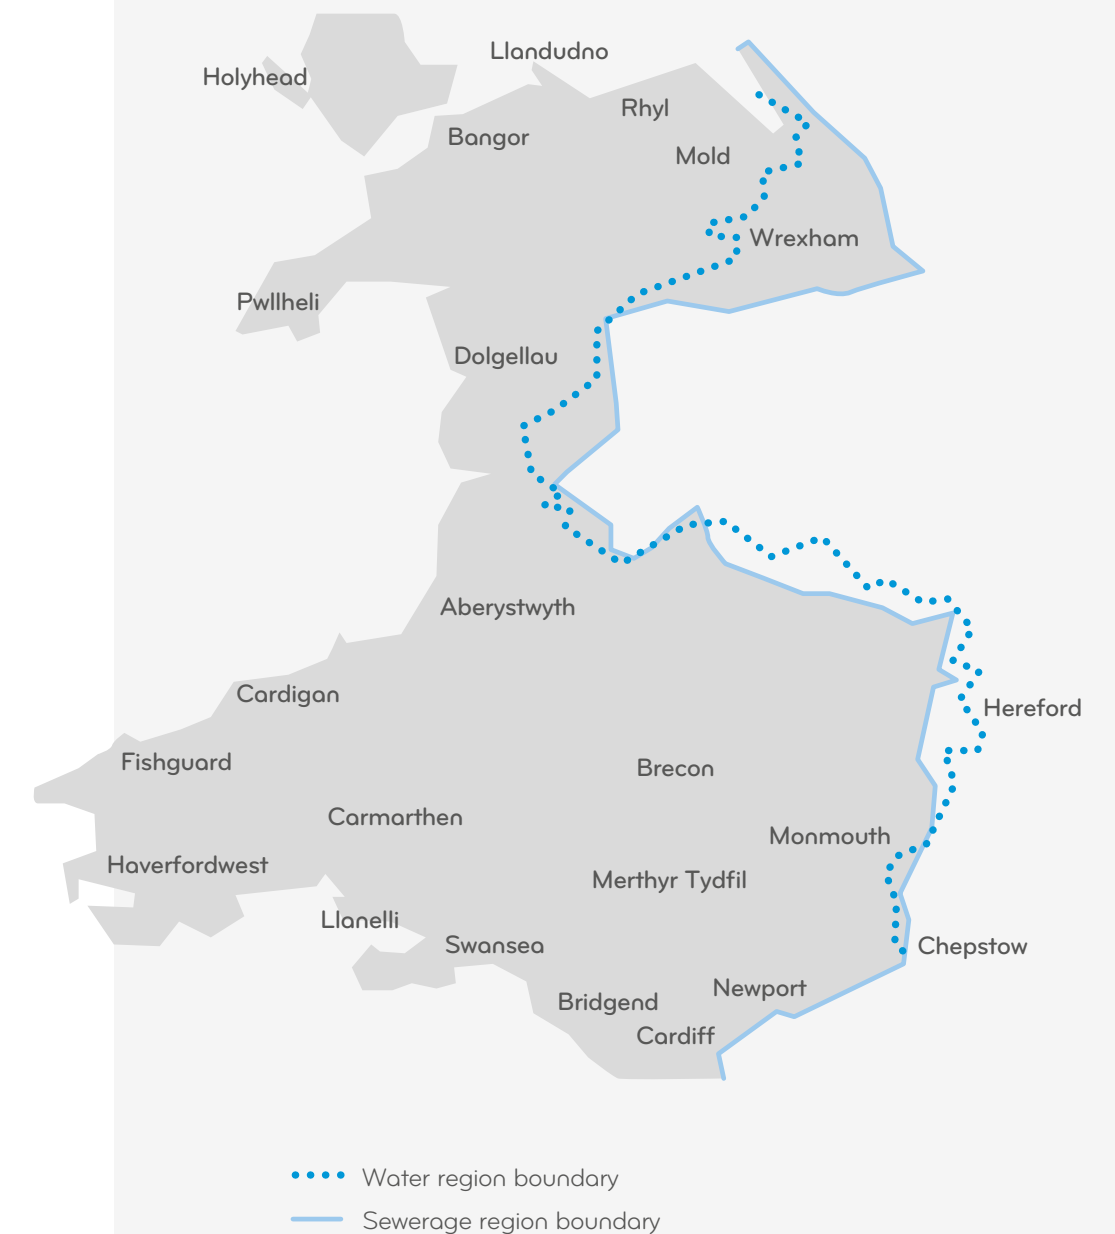 Llandudno
Holyhead
Rhyl
Bangor
Mold
Wrexham
Pwllheli
Dolgellau
Aberystwyth
Cardigan
Hereford
Fishguard
Brecon
Carmarthen
Monmouth
Haverfordwest
Merthyr Tydfil
Llanelli
Swansea
Chepstow
Newport
Bridgend
Cardiff
Water region boundary
Sewerage region boundary